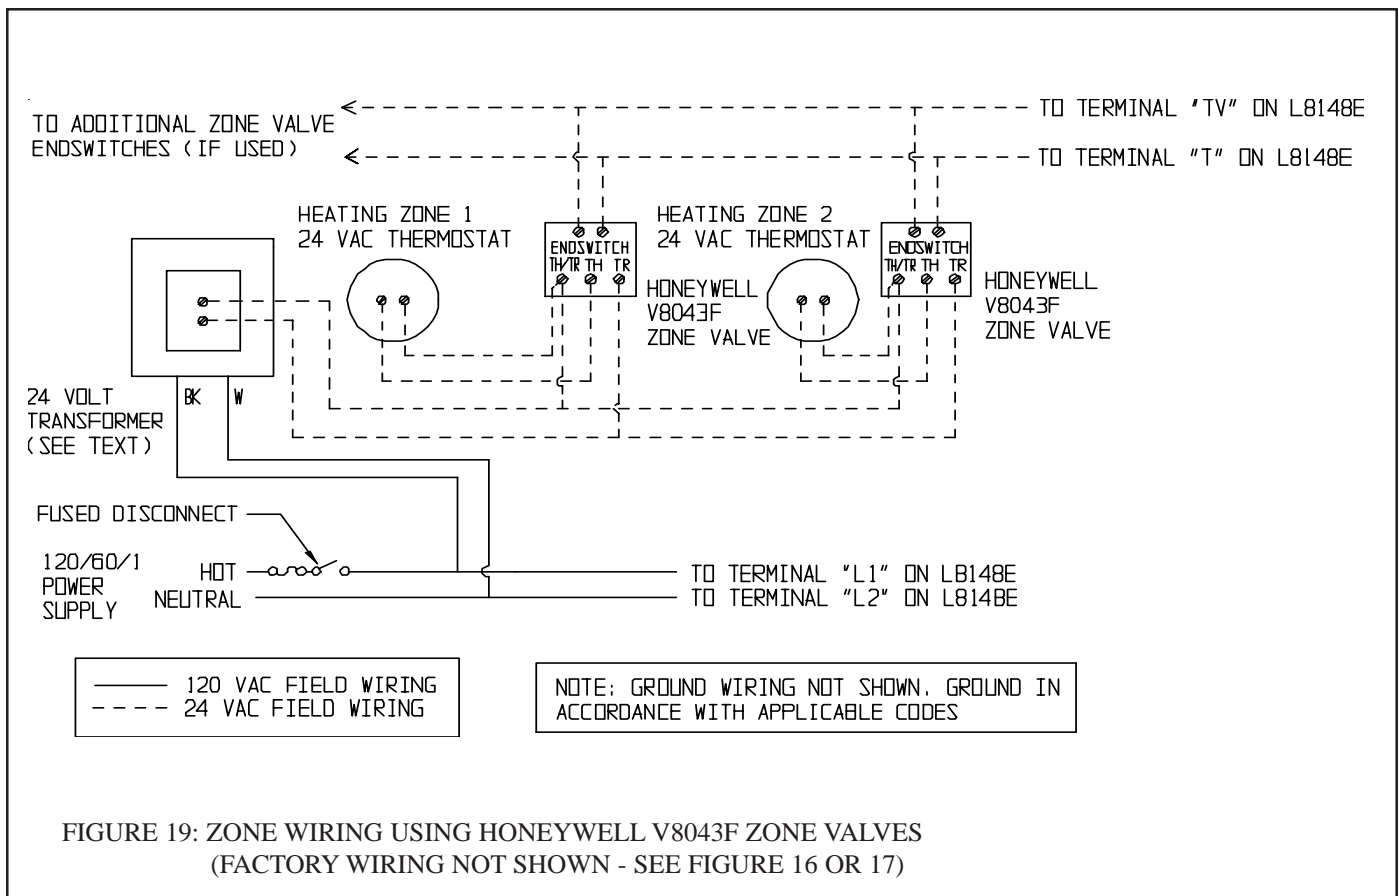 TO ADDITIONAL ZONE VALVE
ENDSWITCHES (IF USED)
TO TERMINAL "TV" ON L8148E
TO TERMINAL "T" ON L8148E
HEATING ZONE 1
24 VAC THERMOSTAT
ENDSWITCH
TH/TR TH TR
HONEYWELL
V8043F
ZONE VALVE
HEATING ZONE 2
24 VAC THERMOSTAT
ENDSWITCH
TH/TR TH TR
HONEYWELL
V8043F
ZONE VALVE
24 VOLT
TRANSFORMER
(SEE TEXT)
BK W
FUSED DISCONNECT
120/60/1
POWER
SUPPLY
HOT
NEUTRAL
TO TERMINAL "L1" ON L8148E
TO TERMINAL "L2" ON L8148E
120 VAC FIELD WIRING
24 VAC FIELD WIRING
NOTE: GROUND WIRING NOT SHOWN. GROUND IN
ACCORDANCE WITH APPLICABLE CODES
FIGURE 19: ZONE WIRING USING HONEYWELL V8043F ZONE VALVES
(FACTORY WIRING NOT SHOWN - SEE FIGURE 16 OR 17)